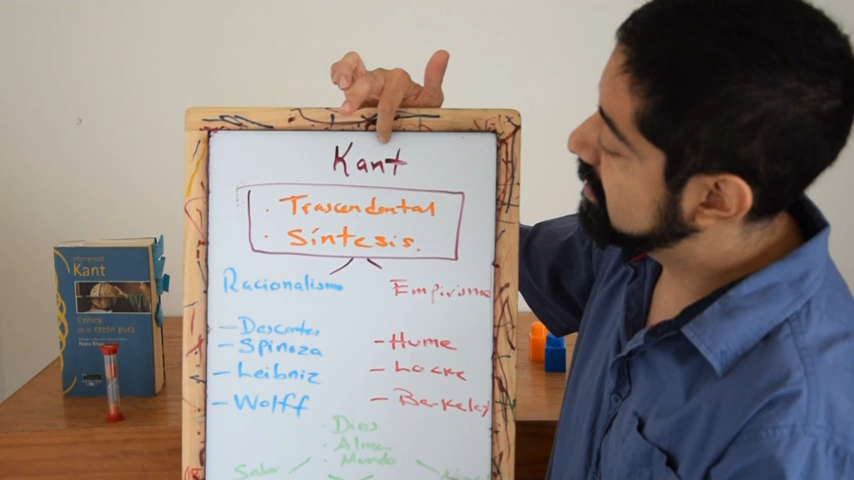 Kant
· Trascendental
· Síntesis.
Racionalismo
Empirismo
– Descartes
– Spinoza
– Leibniz
– Wolff
– Hume
– Locke
– Berkeley
· Dios
· Alma
· Mundo
Saber
Immanuel
Kant
Crítica
de la razón pura